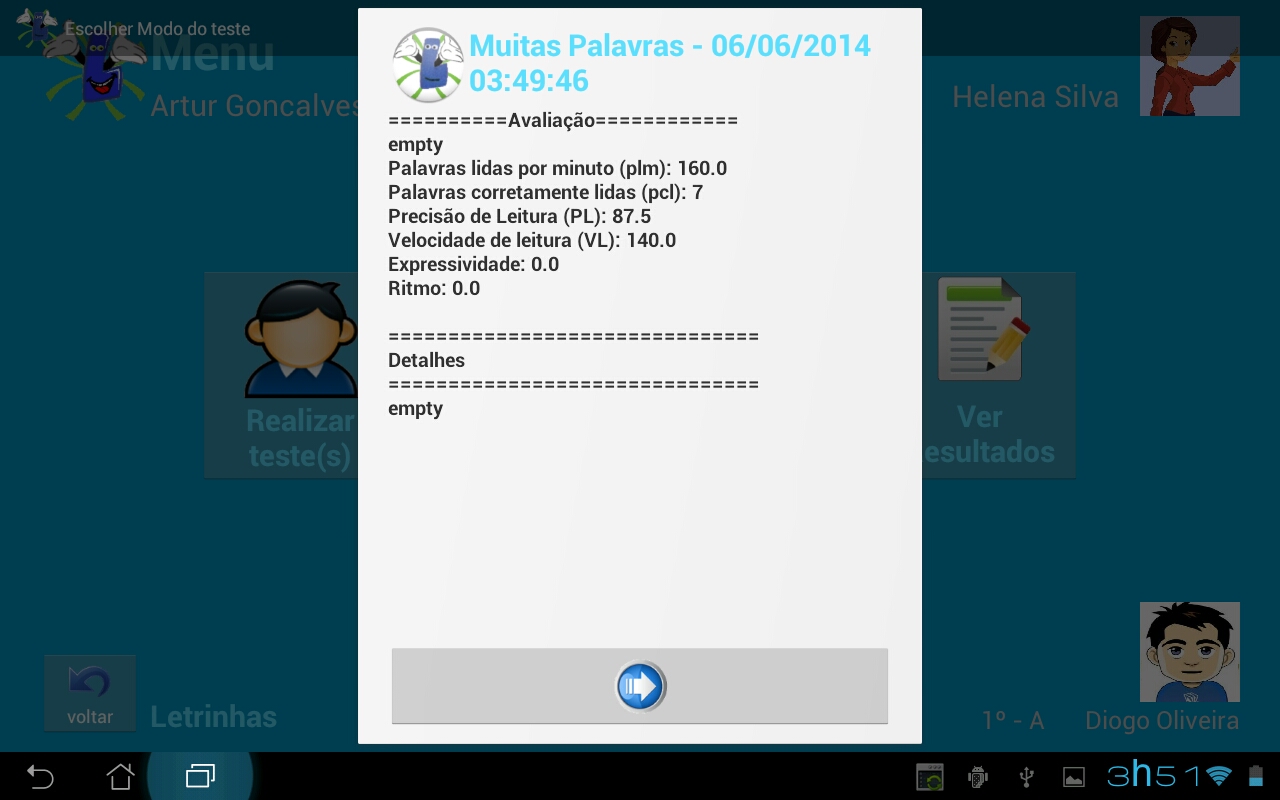 Escolher Modo do teste
Menu
Artur Goncalves
Helena Silva
Muitas Palavras - 06/06/2014
03:49:46
==========Avaliação============
empty
Palavras lidas por minuto (plm): 160.0
Palavras corretamente lidas (pcl): 7
Precisão de Leitura (PL): 87.5
Velocidade de leitura (VL): 140.0
Expressividade: 0.0
Ritmo: 0.0
===============================
Detalhes
===============================
empty
Realizar
teste(s)
Ver
esultados
voltar
Letrinhas
1º - A
Diogo Oliveira
3h51